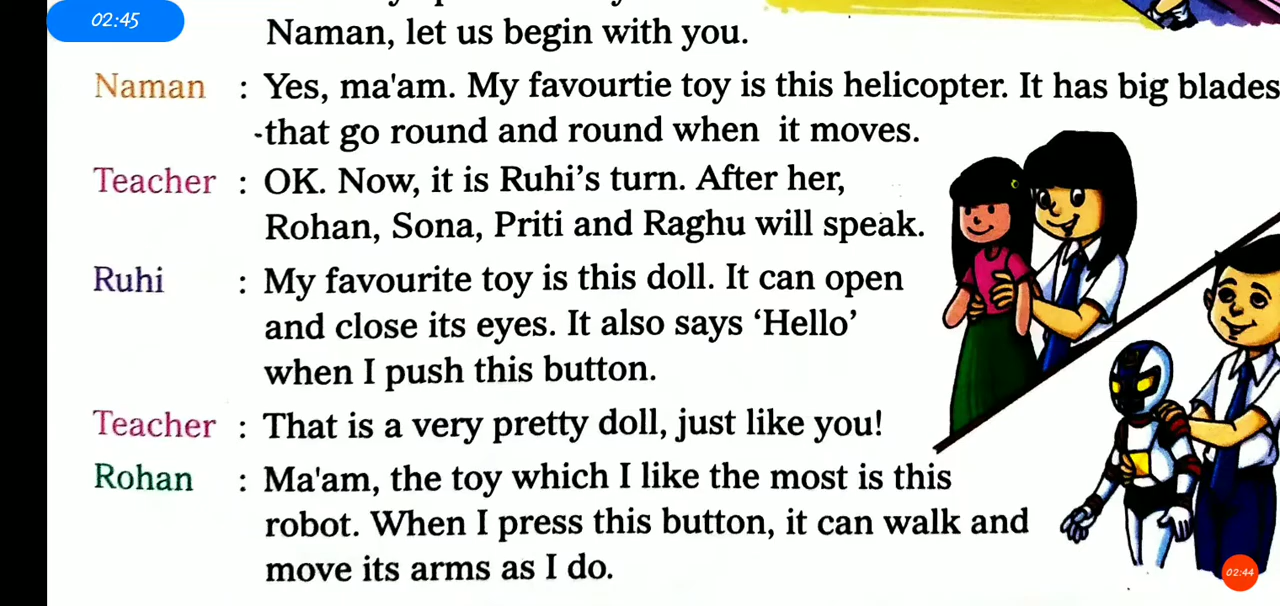 02:45
Naman, let us begin with you.
Naman : Yes, ma'am. My favourtie toy is this helicopter. It has big blades
-that go round and round when it moves.
Teacher : OK. Now, it is Ruhi's turn. After her,
Rohan, Sona, Priti and Raghu will speak.
Ruhi : My favourite toy is this doll. It can open
and close its eyes. It also says ‘Hello’
when I push this button.
Teacher : That is a very pretty doll, just like you!
Rohan : Ma'am, the toy which I like the most is this
robot. When I press this button, it can walk and
move its arms as I do.
02:44